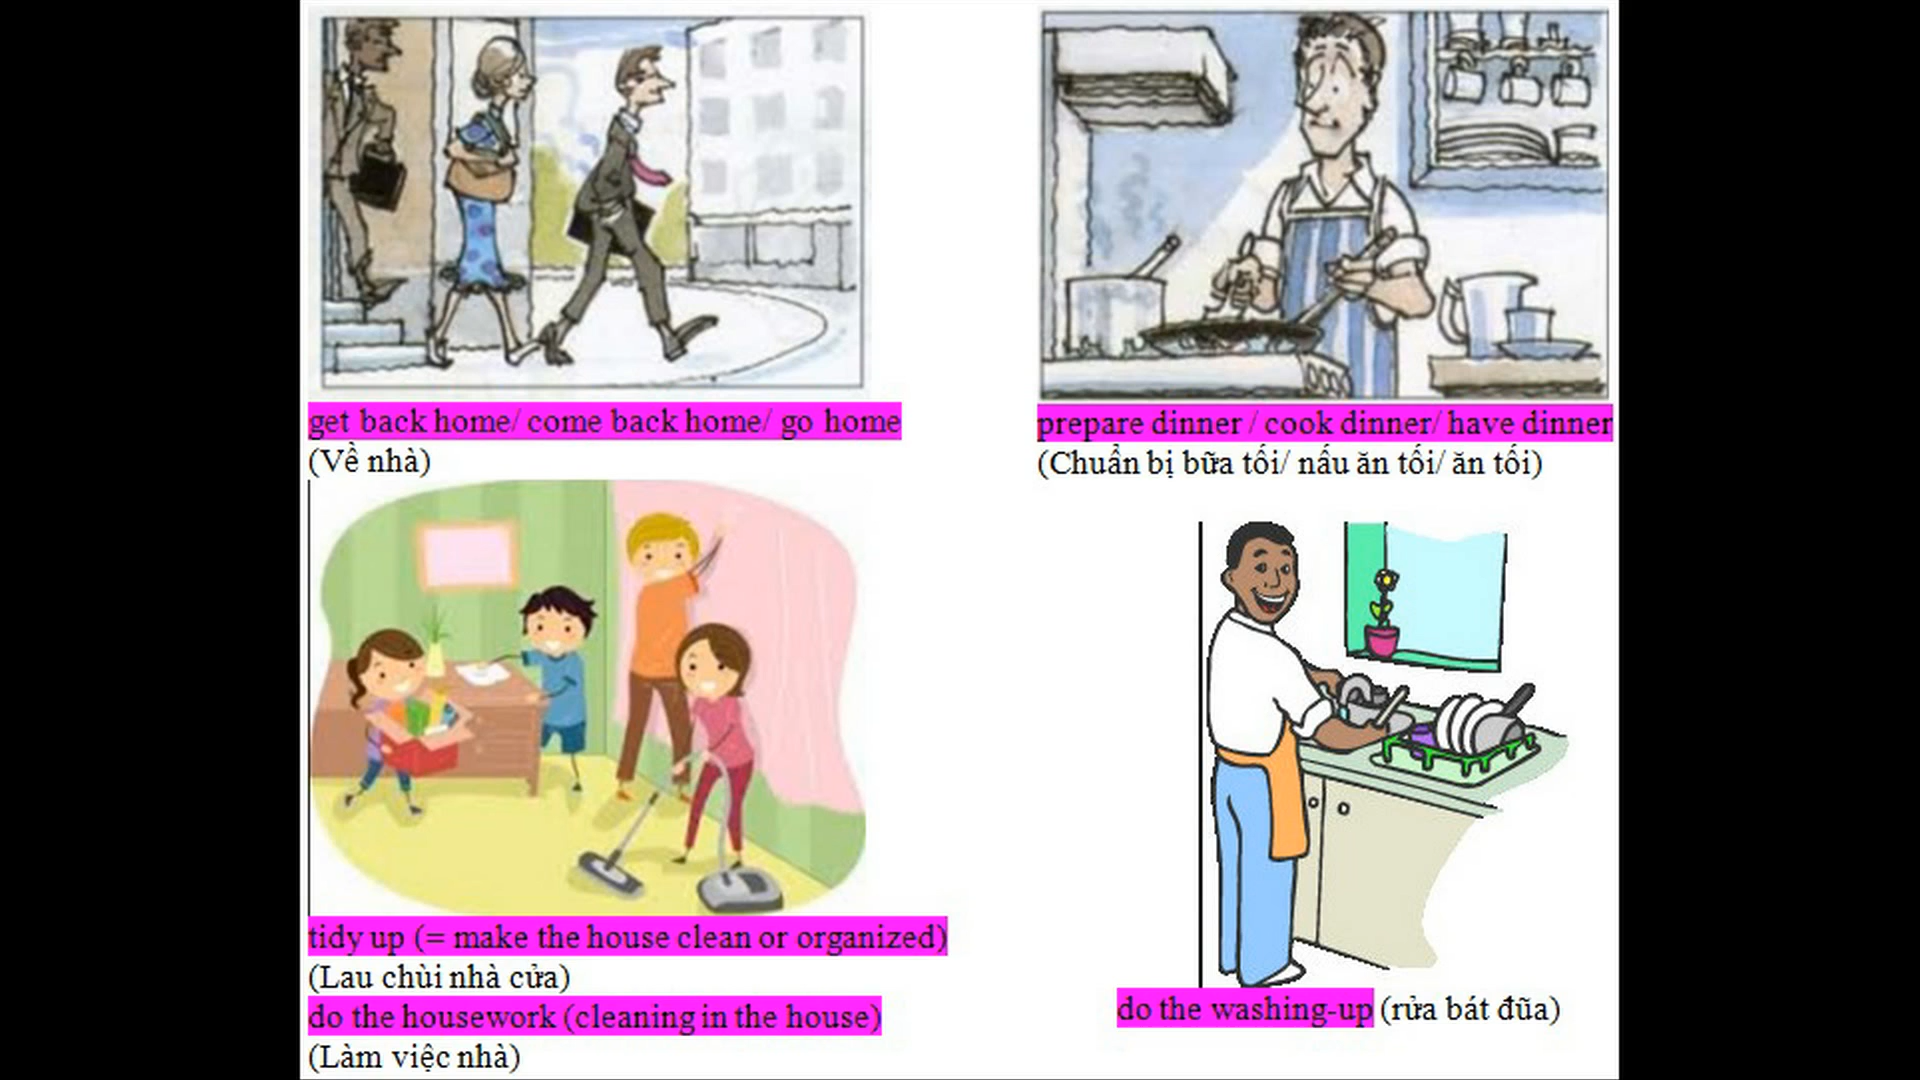 get back home/ come back home/ go home
(Về nhà)
prepare dinner / cook dinner/ have dinner
(Chuẩn bị bữa tối/ nấu ăn tối/ ăn tối)
tidy up (= make the house clean or organized)
(Lau chùi nhà cửa)
do the housework (cleaning in the house)
(Làm việc nhà)
do the washing-up (rửa bát đũa)